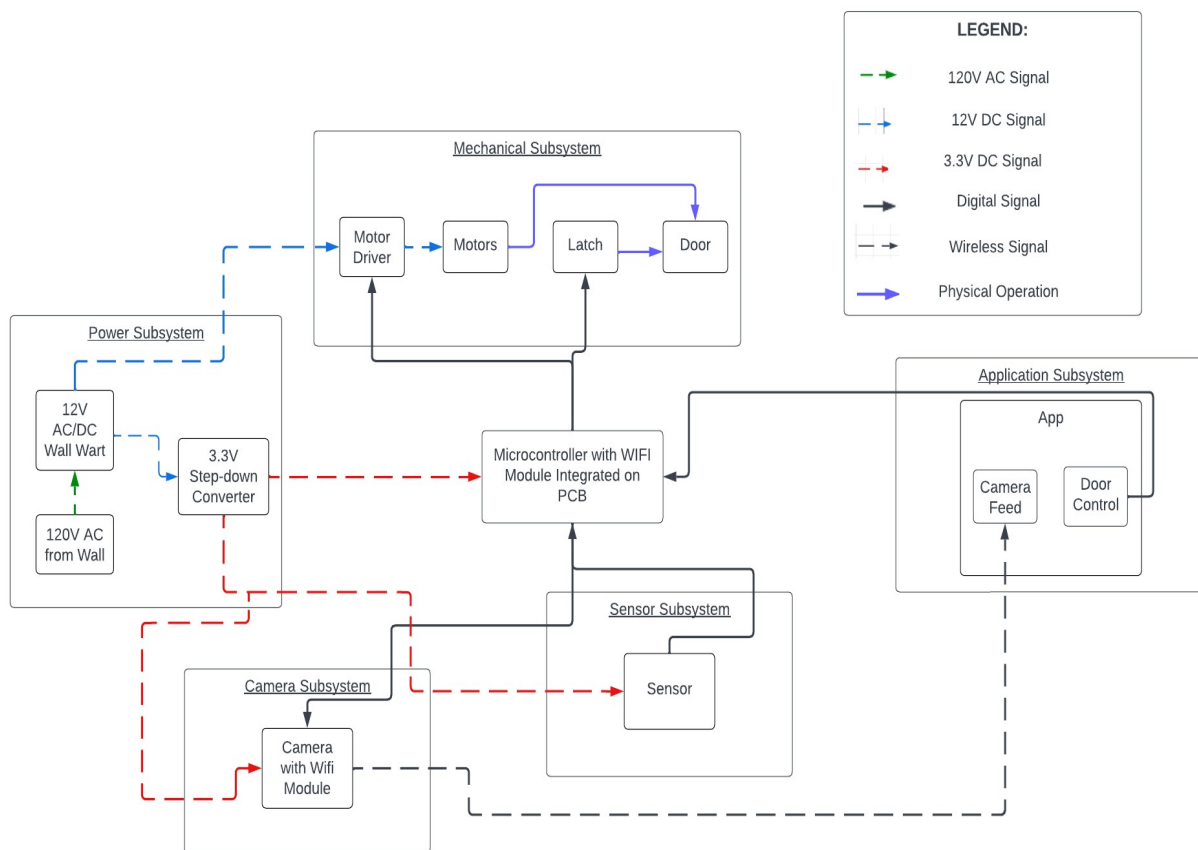 LEGEND:
120V AC Signal
12V DC Signal
3.3V DC Signal
Digital Signal
Wireless Signal
Physical Operation
Mechanical Subsystem
Motor
Driver
Motors
Latch
Door
Power Subsystem
12V
AC/DC
Wall Wart
3.3V
Step-down
Converter
120V AC
from Wall
Microcontroller with WIFI
Module Integrated on
PCB
Application Subsystem
App
Camera
Feed
Door
Control
Sensor Subsystem
Sensor
Camera Subsystem
Camera
with Wifi
Module